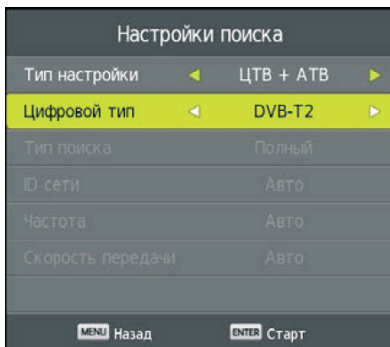 Настройки поиска
Тип настройки ЦТВ + АТВ
Цифровой тип DVB-T2
Тип поиска Полный
ID сети Авто
Частота Авто
Скорость передачи Авто
MENU Назад ENTER Старт